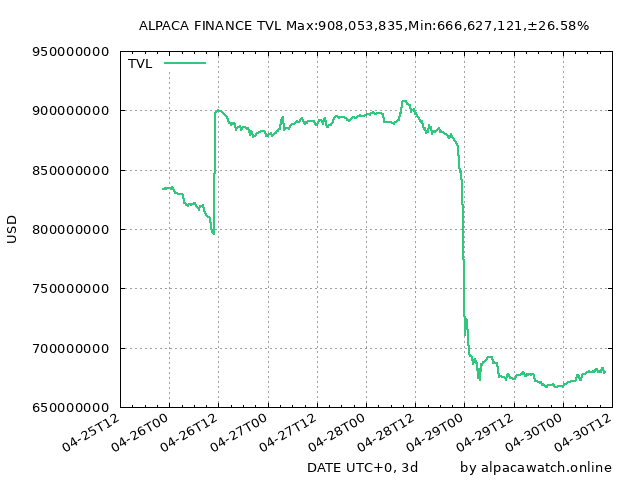 ALPACA FINANCE TVL Max:908,053,835,Min:666,627,121,±26.58%
950000000
TVL
900000000
850000000
800000000
750000000
700000000
650000000
USD
04-25T12
04-26T00
04-26T12
04-27T00
04-27T12
04-28T00
04-28T12
04-29T00
04-29T12
04-30T00
04-30T12
DATE UTC+0, 3d
by alpacawatch.online